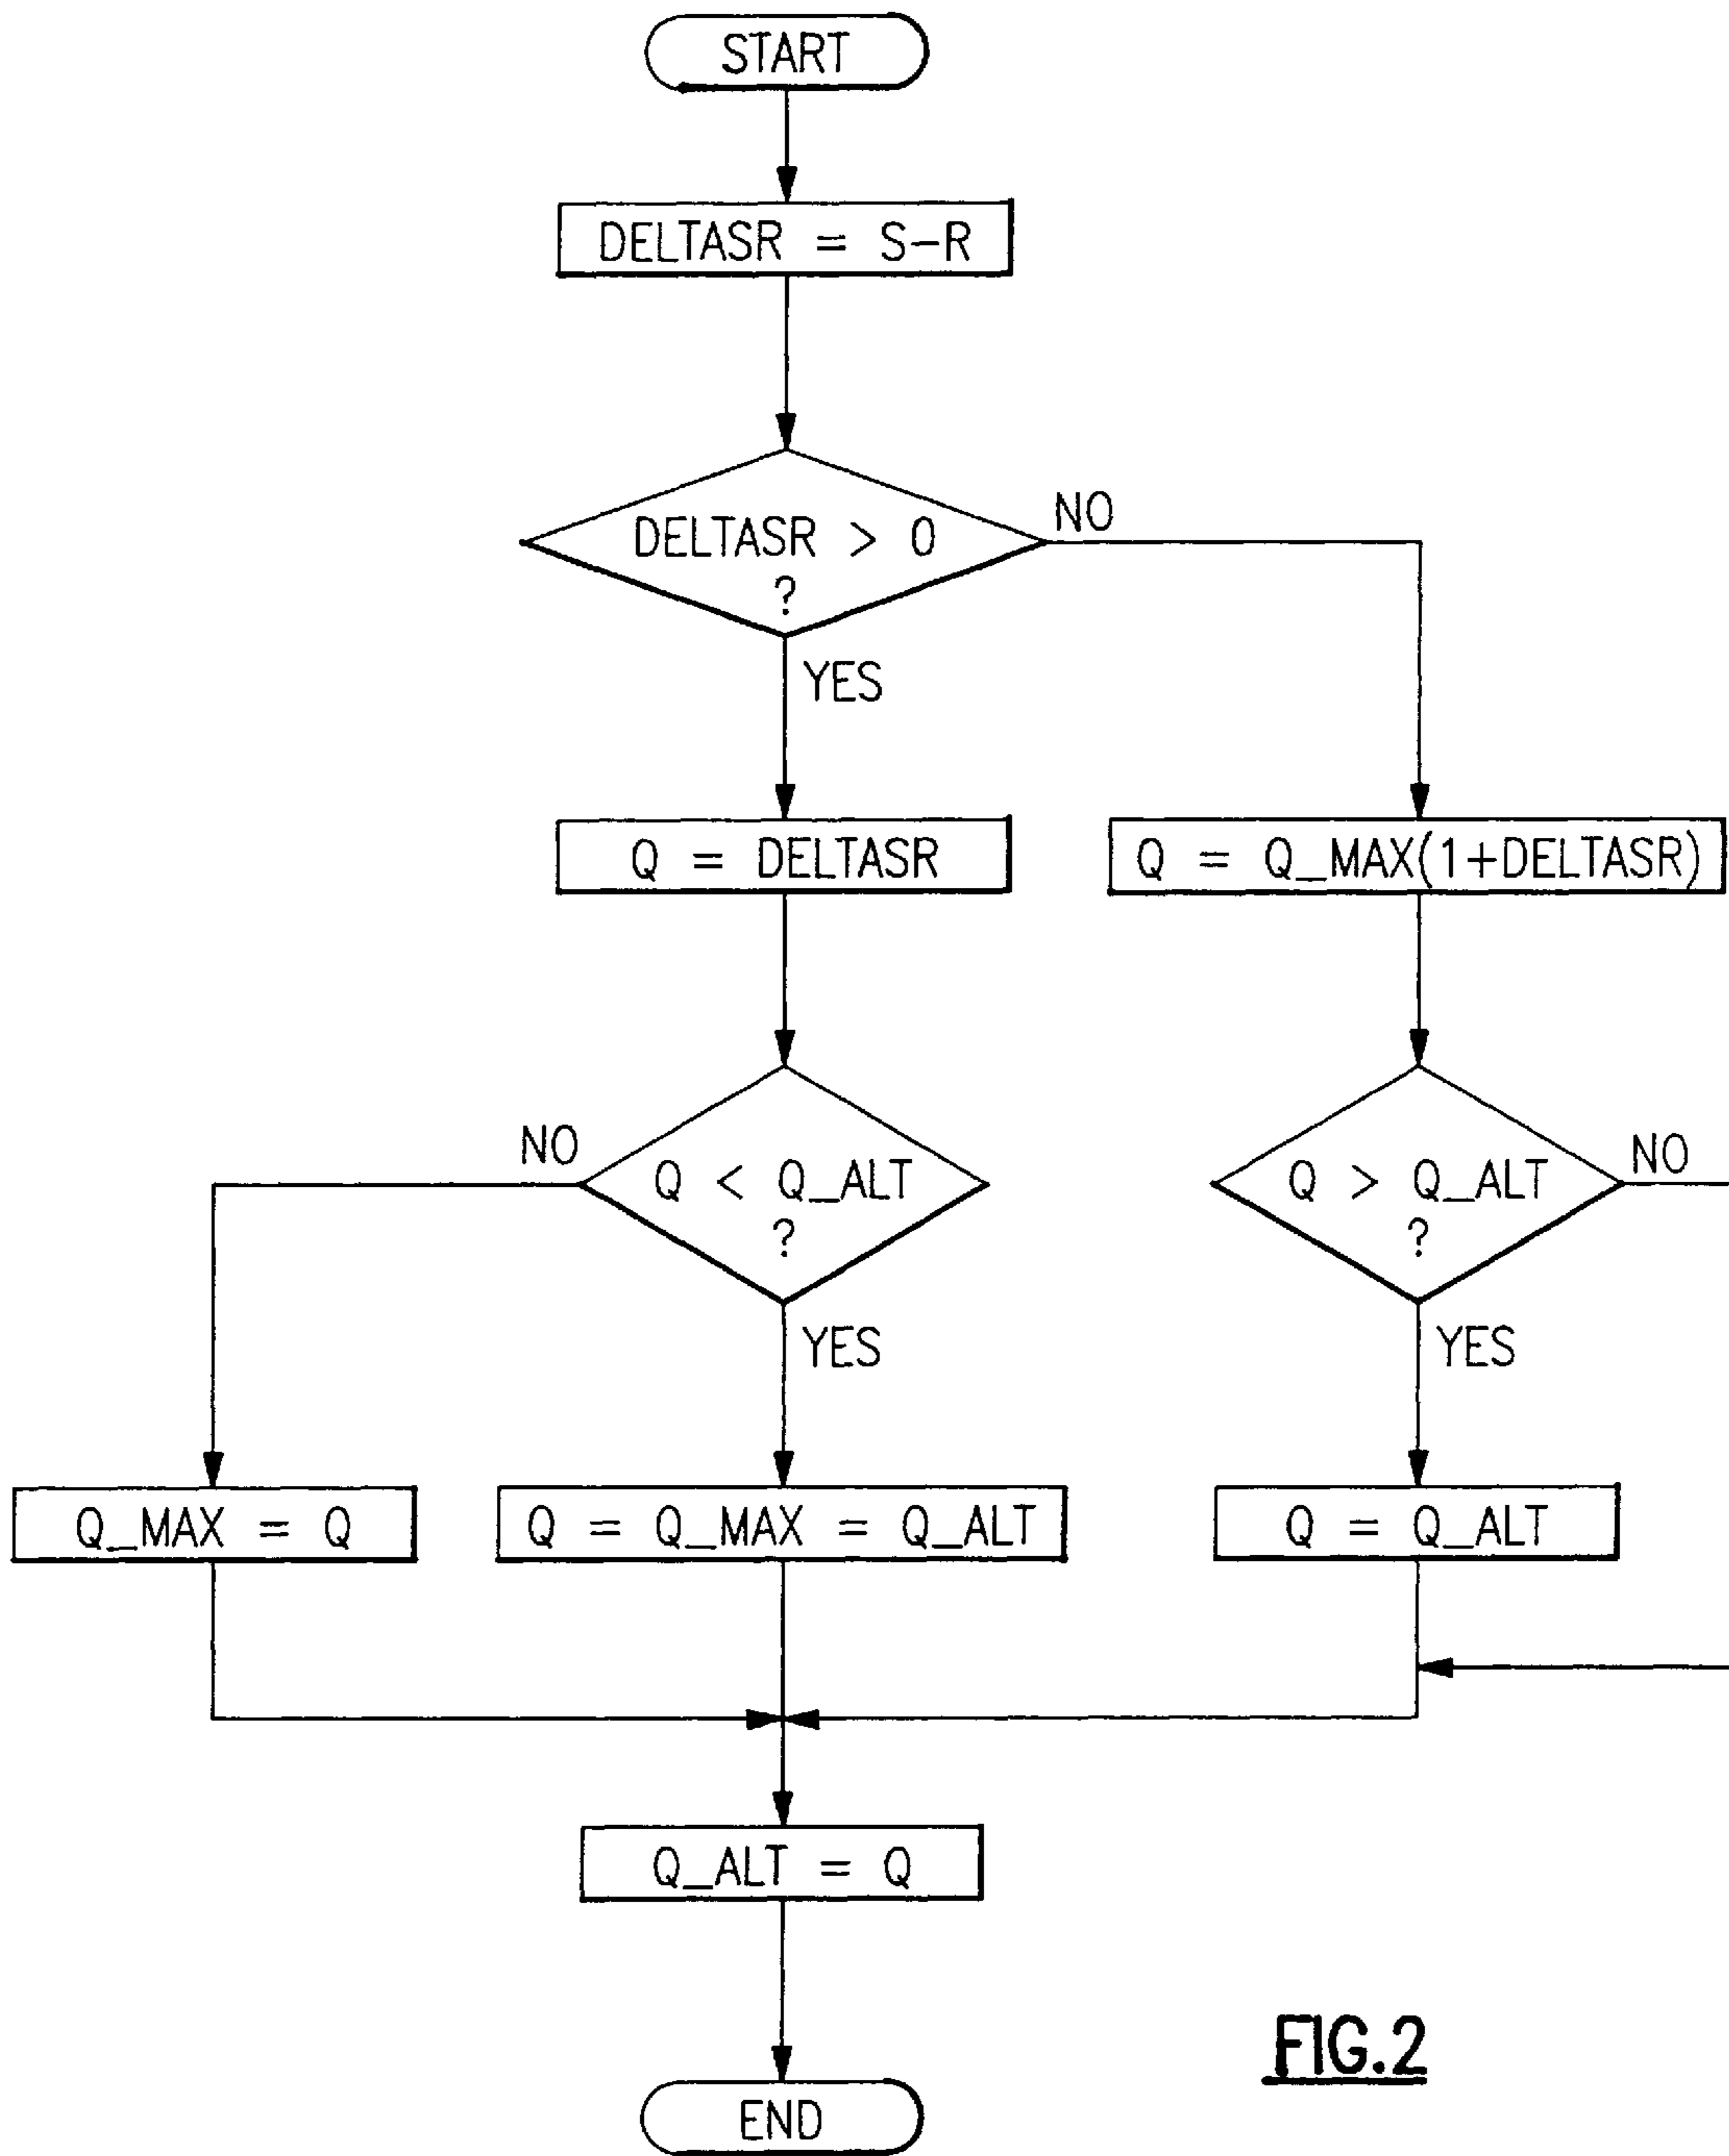 START
DELTASR = S-R
DELTASR > 0
?
NO
YES
Q = DELTASR
Q = Q_MAX(1+DELTASR)
NO
Q < Q_ALT
?
YES
Q > Q_ALT
?
NO
YES
Q_MAX = Q
Q = Q_MAX = Q_ALT
Q = Q_ALT
Q_ALT = Q
END
FIG.2